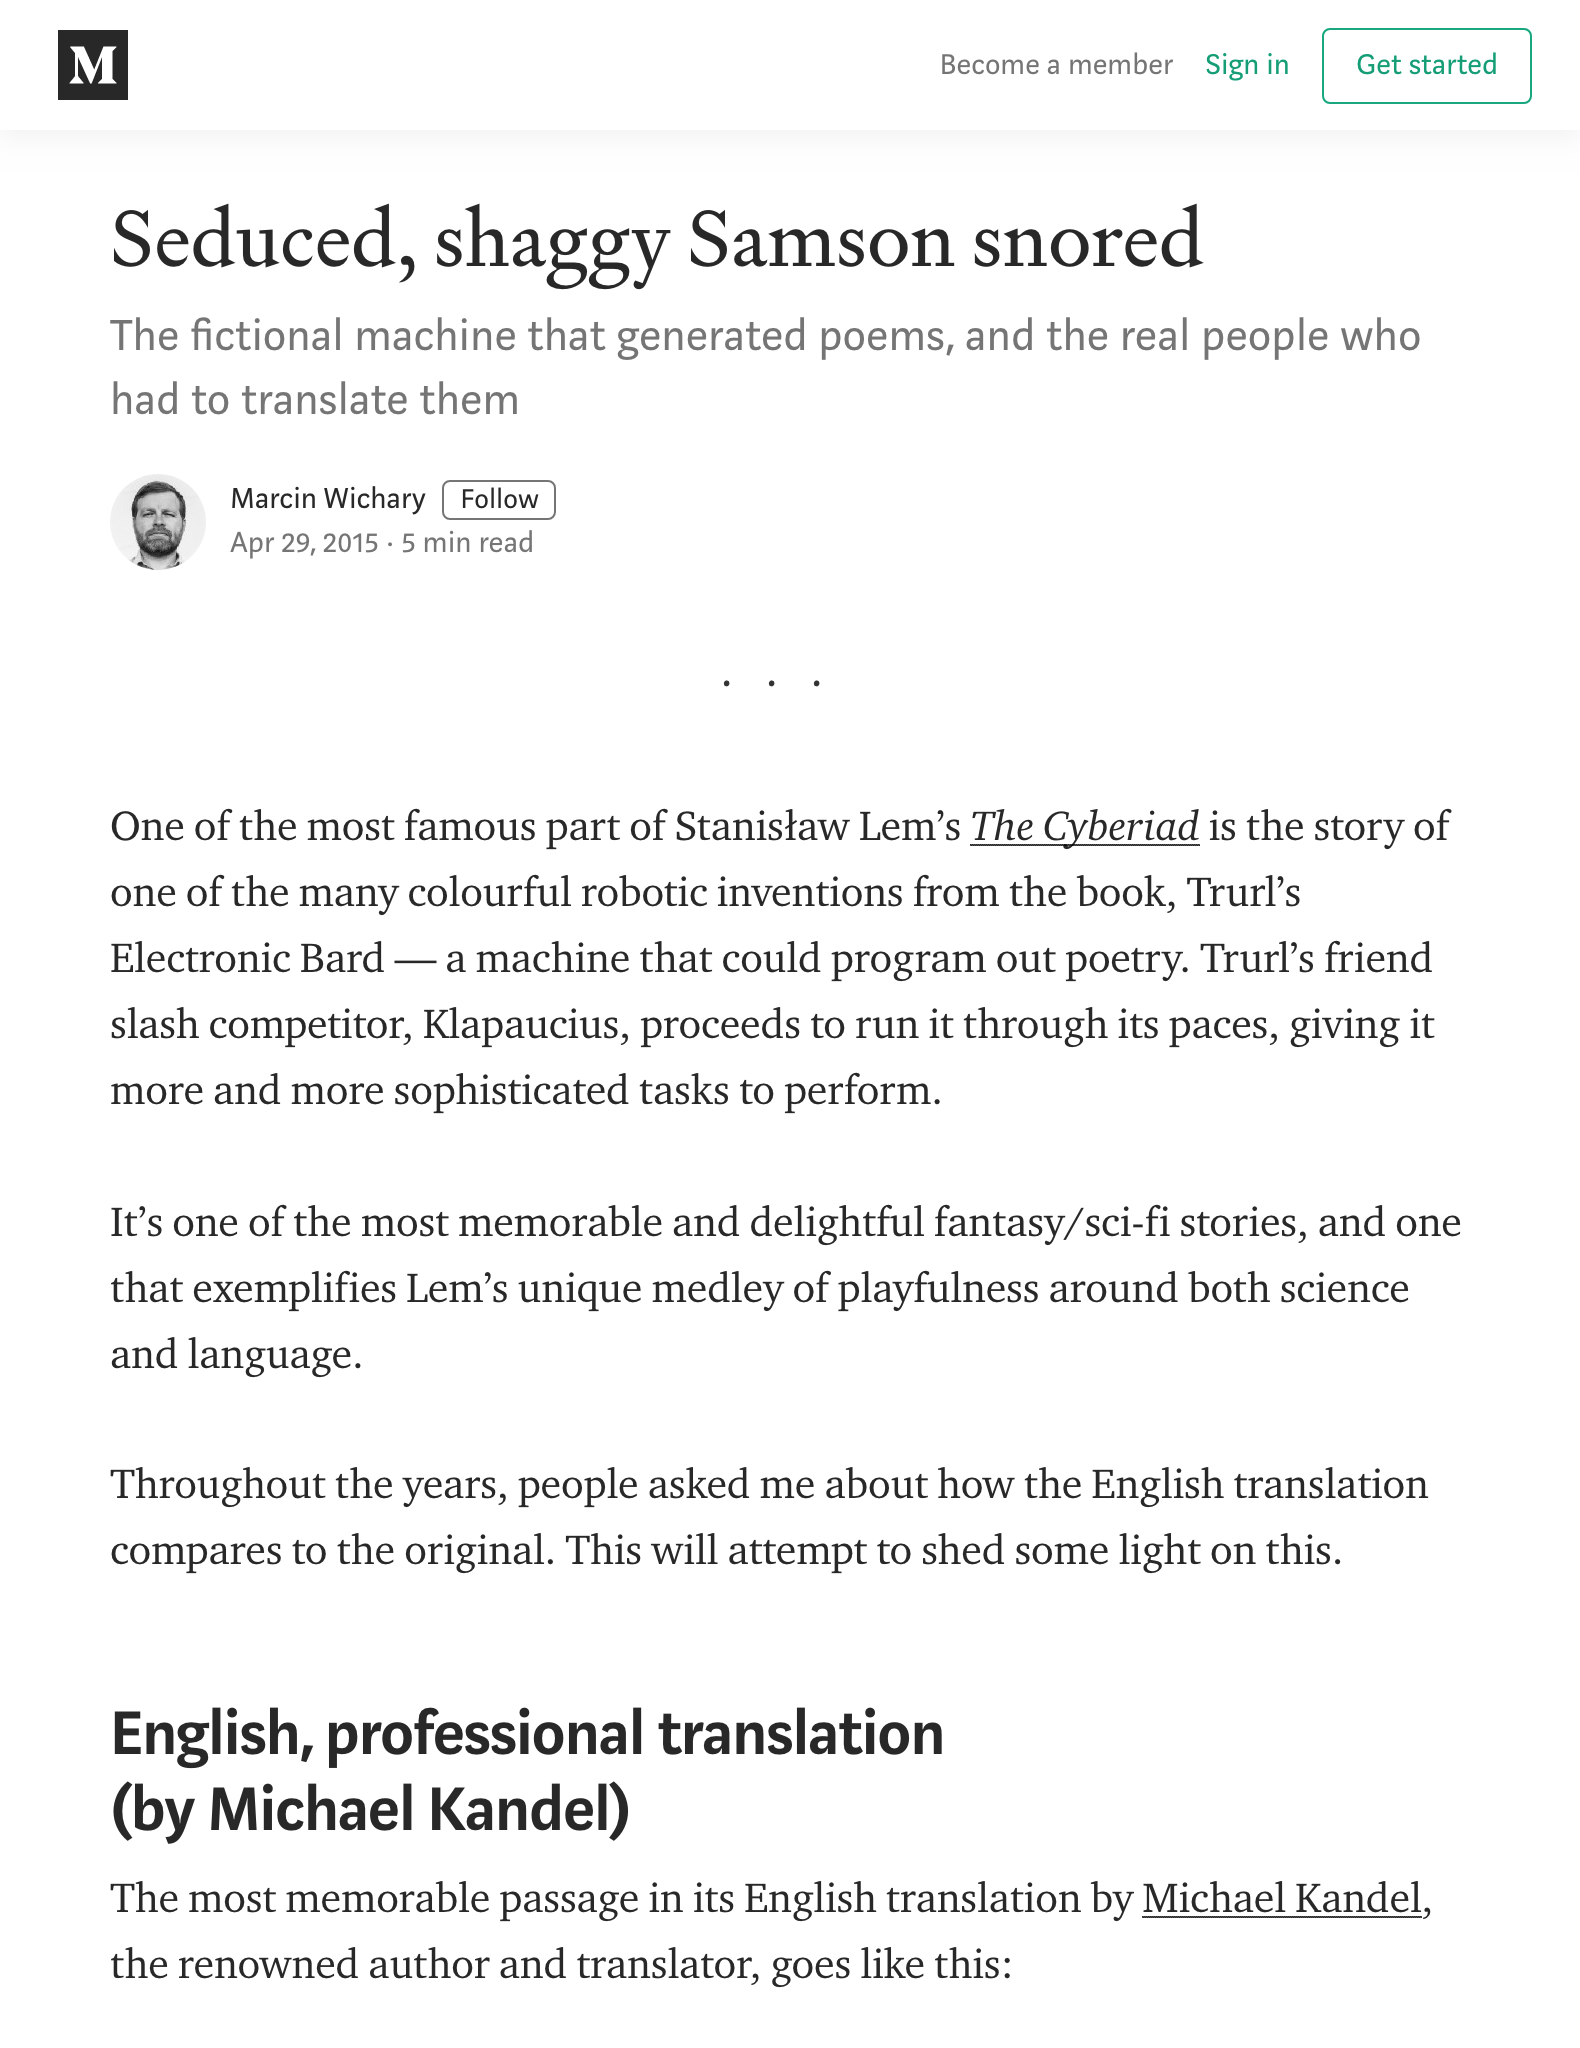 M
Become a member Sign in Get started
Seduced, shaggy Samson snored
The fictional machine that generated poems, and the real people who
had to translate them
Marcin Wichary Follow
Apr 29, 2015 · 5 min read
. . .
One of the most famous part of Stanisław Lem’s The Cyberiad is the story of
one of the many colourful robotic inventions from the book, Trurl’s
Electronic Bard — a machine that could program out poetry. Trurl’s friend
slash competitor, Klapaucius, proceeds to run it through its paces, giving it
more and more sophisticated tasks to perform.
It’s one of the most memorable and delightful fantasy/sci-fi stories, and one
that exemplifies Lem’s unique medley of playfulness around both science
and language.
Throughout the years, people asked me about how the English translation
compares to the original. This will attempt to shed some light on this.
English, professional translation
(by Michael Kandel)
The most memorable passage in its English translation by Michael Kandel,
the renowned author and translator, goes like this: